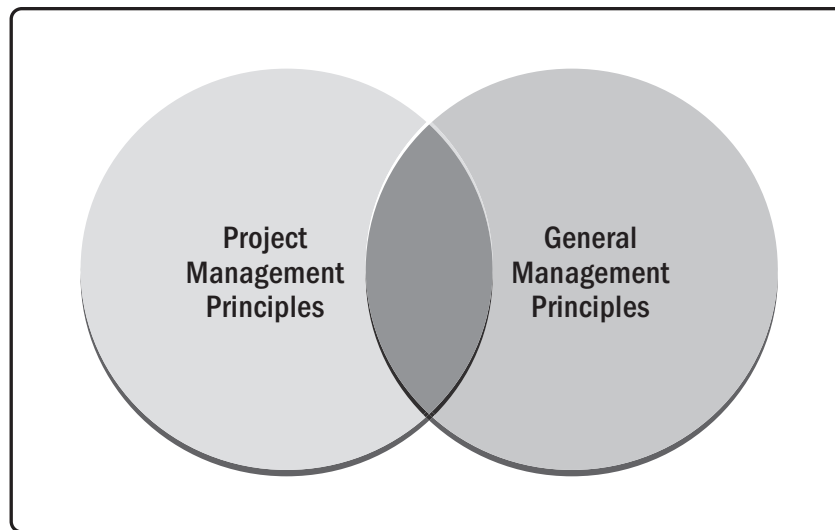 Project
Management
Principles
General
Management
Principles